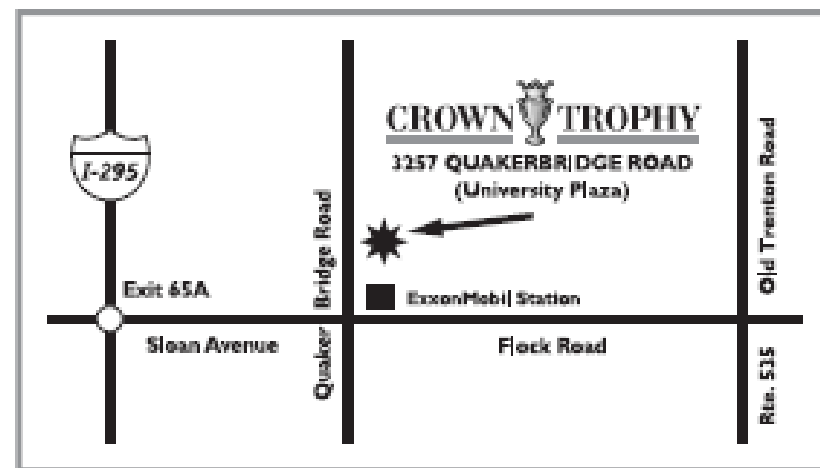 CROWN TROPHY
3257 QUAKERBRIDGE ROAD
(University Plaza)
I-295
Quaker Bridge Road
Old Trenton Road
Exit 65A
ExxonMobil Station
Sloan Avenue
Flock Road
Rte. 535